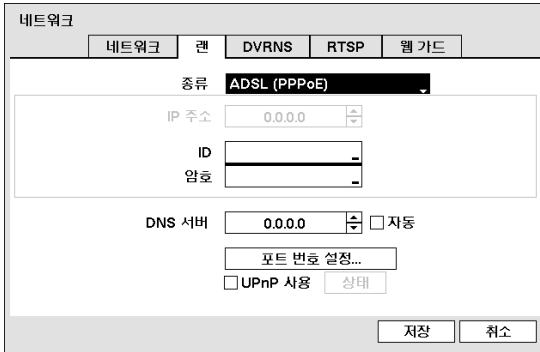 네트워크
네트워크 랜 DVRNS RTSP 웹 가드
종류 ADSL (PPPoE)
IP 주소 0.0.0.0
ID
암호
DNS 서버 0.0.0.0 자동
포트 번호 설정...
UPnP 사용 상태
저장 취소